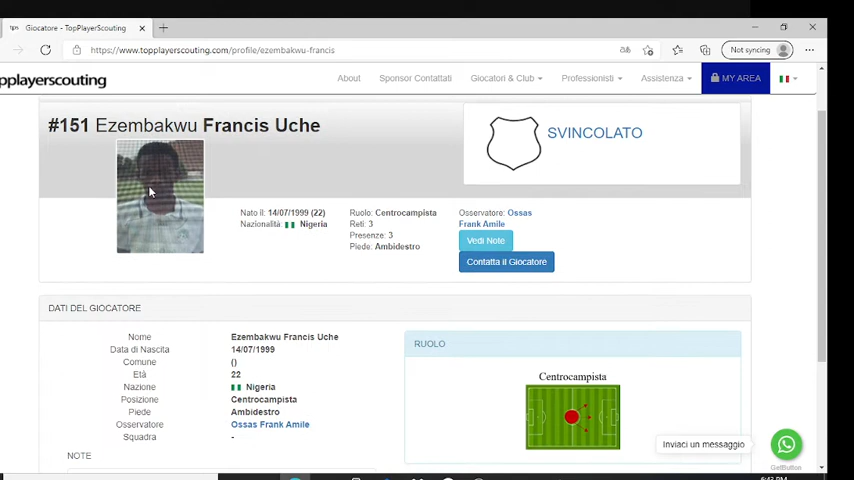 Giocatore - TopPlayerScouting
https://www.topplayerscouting.com/profile/ezembakwu-francis
Not syncing
pplayerscouting
About Sponsor Contattati Giocatori & Club Professionisti Assistenza MY AREA
#151 Ezembakwu Francis Uche
SVINCOLATO
Nato il: 14/07/1999 (22)
Nazionalità: Nigeria
Ruolo: Centrocampista
Reti: 3
Presenze: 3
Piede: Ambidestro
Osservatore: Ossas
Frank Amile
Vedi Note
Contatta il Giocatore
DATI DEL GIOCATORE
Nome Ezembakwu Francis Uche
Data di Nascita 14/07/1999
Comune ()
Età 22
Nazione Nigeria
Posizione Centrocampista
Piede Ambidestro
Osservatore Ossas Frank Amile
Squadra -
NOTE
RUOLO
Centrocampista
Inviaci un messaggio
GetButton